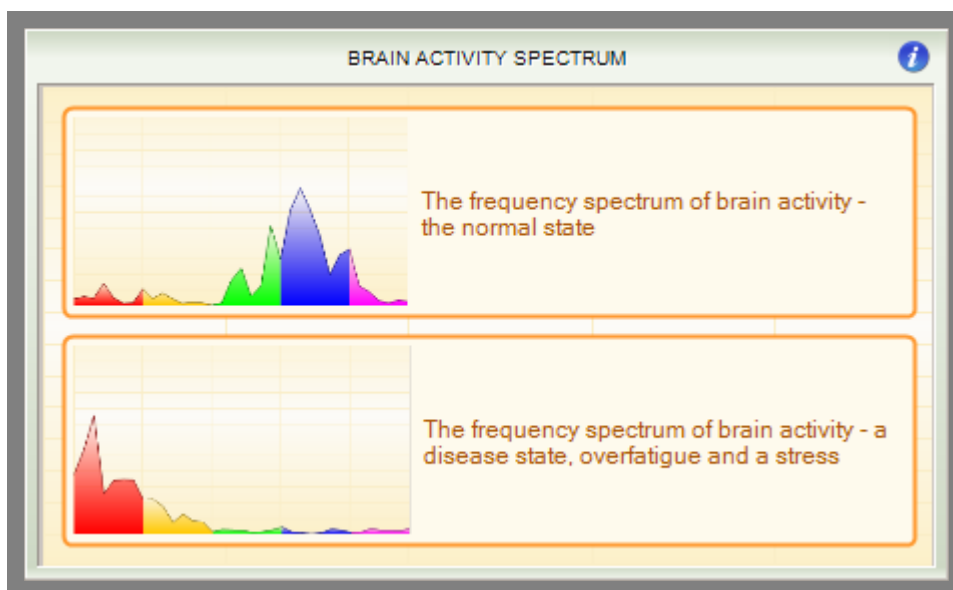 BRAIN ACTIVITY SPECTRUM
i
The frequency spectrum of brain activity -
the normal state
The frequency spectrum of brain activity - a
disease state, overfatigue and a stress